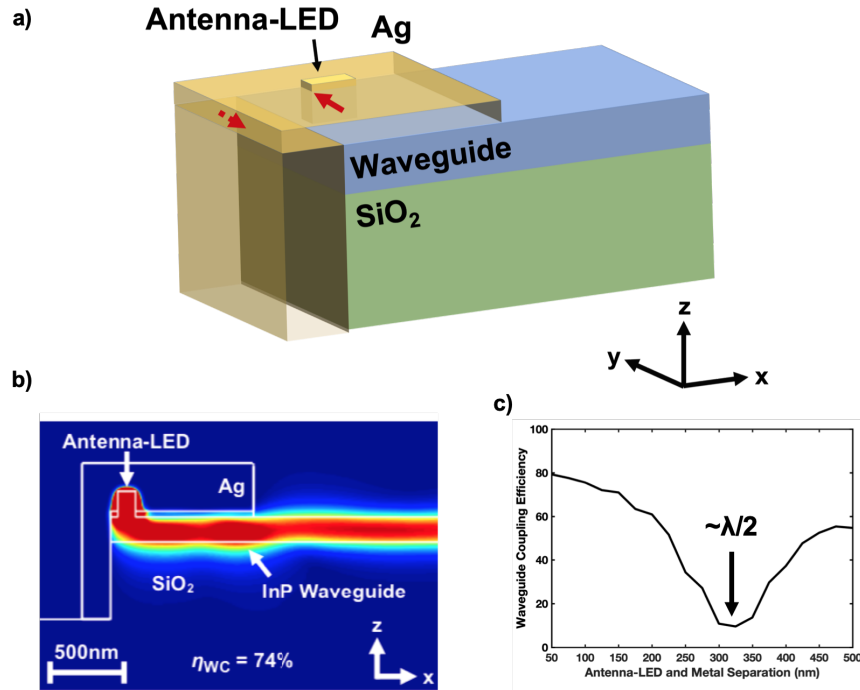 a)
Antenna-LED
Ag
Waveguide
SiO₂
z
y
x
b)
Antenna-LED
Ag
SiO₂
InP Waveguide
500nm
ηWC = 74%
z
x
c)
Waveguide Coupling Efficiency
100
80
60
40
20
0
~λ/2
50 100 150 200 250 300 350 400 450 500
Antenna-LED and Metal Separation (nm)